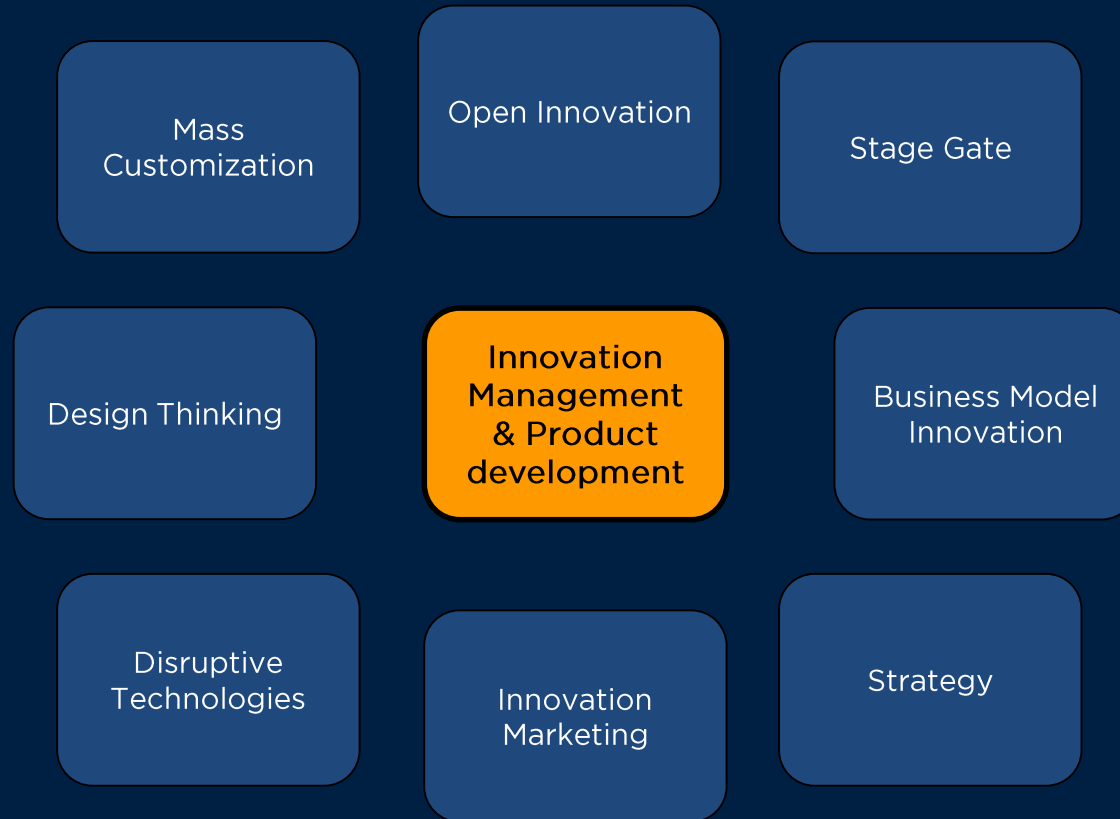 Mass
Customization
Open Innovation
Stage Gate
Design Thinking
Innovation
Management
& Product
development
Business Model
Innovation
Disruptive
Technologies
Innovation
Marketing
Strategy